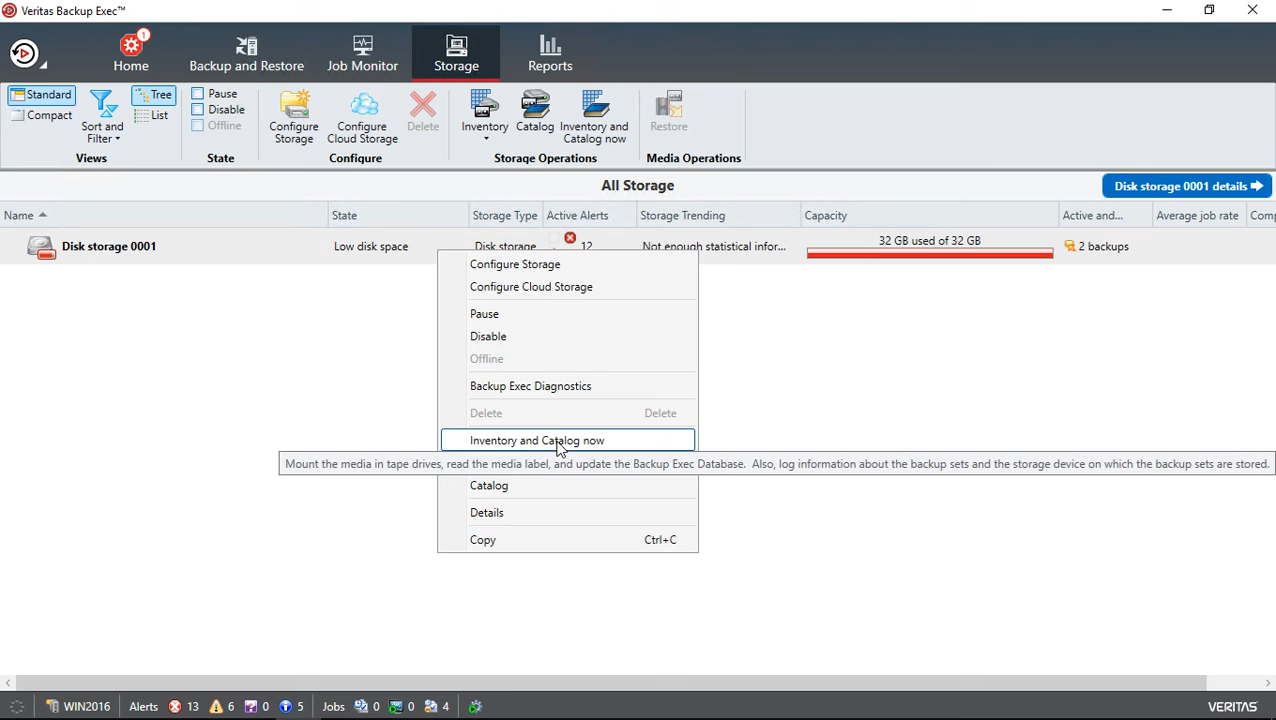 Veritas Backup Exec™
1
Home
Backup and Restore
Job Monitor
Storage
Reports
Standard
Compact
Sort and
Filter
Tree
List
Views
Pause
Disable
Offline
State
Configure
Storage
Configure
Cloud Storage
Delete
Configure
Inventory
Catalog
Inventory and
Catalog now
Storage Operations
Restore
Media Operations
All Storage
Disk storage 0001 details
Name
State
Storage Type
Active Alerts
Storage Trending
Capacity
Active and...
Average job rate
Comp
Disk storage 0001
Low disk space
Disk storage
12
Not enough statistical infor...
32 GB used of 32 GB
2 backups
Configure Storage
Configure Cloud Storage
Pause
Disable
Offline
Backup Exec Diagnostics
Delete Delete
Inventory and Catalog now
Mount the media in tape drives, read the media label, and update the Backup Exec Database. Also, log information about the backup sets and the storage device on which the backup sets are stored.
Catalog
Details
Copy Ctrl+C
WIN2016 Alerts 13 6 0 5 Jobs 0 0 4 VERITAS